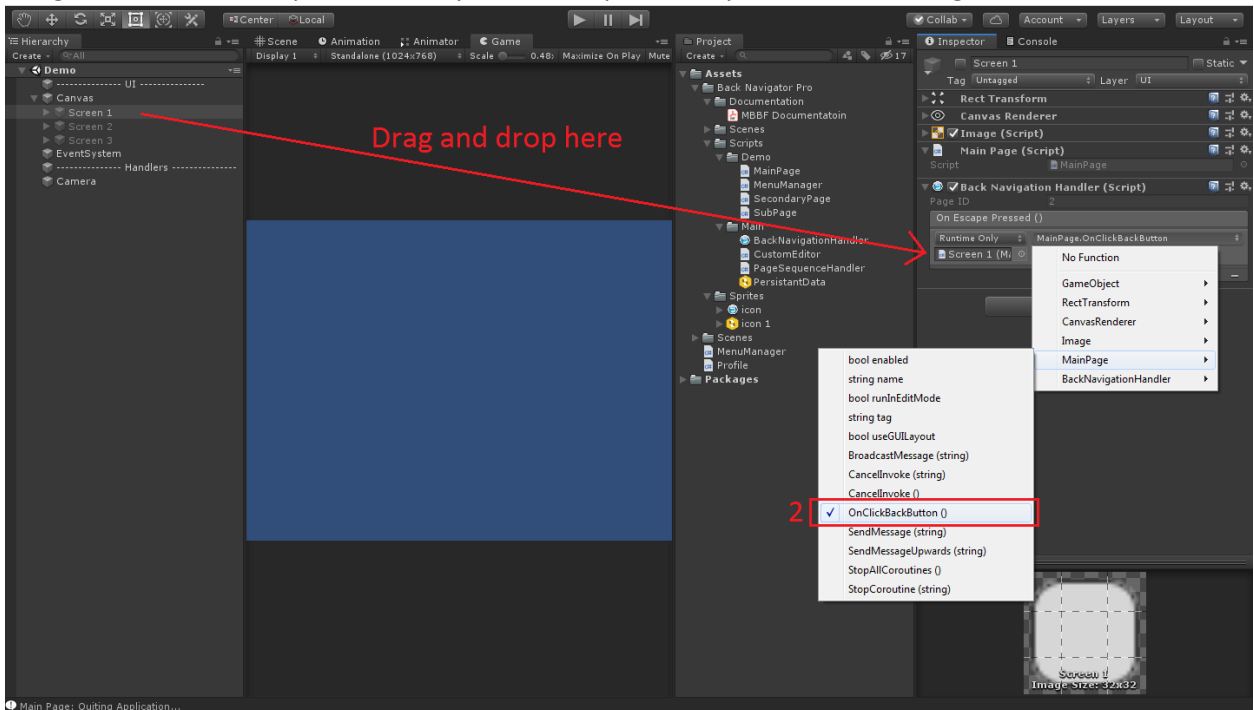 Center Local
Collab Account Layers Layout
Hierarchy
Create All
Demo
--------------- UI ---------------
Canvas
Screen 1
Screen 2
Screen 3
EventSystem
--------------- Handlers ---------------
Camera
Scene Animation Animator Game
Display 1 Standalone (1024x768) Scale 0.48 Maximize On Play Mute
Drag and drop here
Project
Create 17
Assets
Back Navigator Pro
Documentation
MBBF Documentatoin
Scenes
Scripts
Demo
MainPage
MenuManager
SecondaryPage
SubPage
Main
BackNavigationHandler
CustomEditor
PageSequenceHandler
PersistantData
Sprites
icon
icon 1
Scenes
MenuManager
Profile
Packages
Inspector Console
Screen 1 Static
Tag Untagged Layer UI
Rect Transform
Canvas Renderer
Image (Script)
Main Page (Script)
Script MainPage
Back Navigation Handler (Script)
Page ID 2
On Escape Pressed ()
Runtime Only MainPage.OnClickBackButton
Screen 1 (M
No Function
GameObject
RectTransform
CanvasRenderer
Image
MainPage
BackNavigationHandler
bool enabled
string name
bool runInEditMode
string tag
bool useGUILayout
BroadcastMessage (string)
CancelInvoke (string)
CancelInvoke ()
2 ✓ OnClickBackButton ()
SendMessage (string)
SendMessageUpwards (string)
StopAllCoroutines ()
StopCoroutine (string)
Screen 1
Image Size: 32x32
Main Page: Quiting Application...